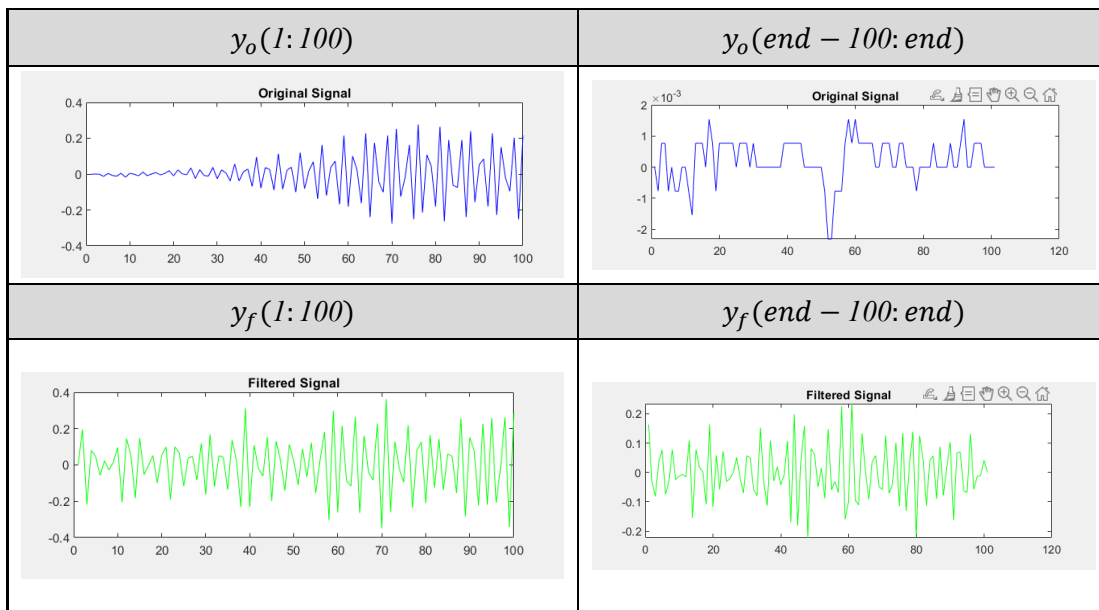 y_o(1: 100)
y_o(end − 100: end)
Original Signal
0.4
0.2
0
-0.2
-0.4
0 10 20 30 40 50 60 70 80 90 100
×10⁻³
Original Signal
2
1
0
-1
-2
0 20 40 60 80 100 120
y_f(1: 100)
y_f(end − 100: end)
Filtered Signal
0.4
0.2
0
-0.2
-0.4
0 10 20 30 40 50 60 70 80 90 100
Filtered Signal
0.2
0.1
0
-0.1
-0.2
0 20 40 60 80 100 120